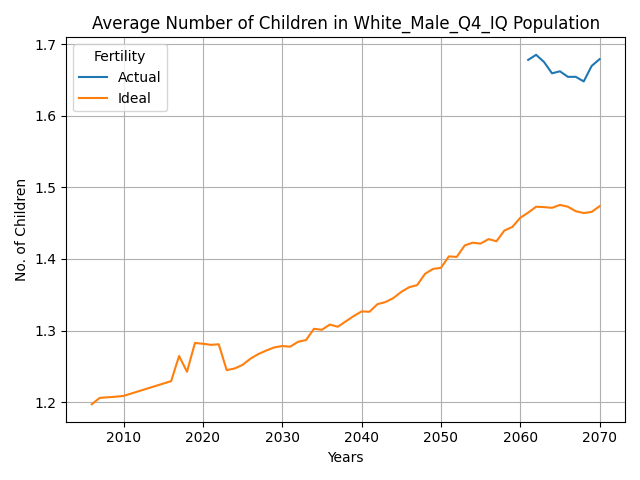 Average Number of Children in White_Male_Q4_IQ Population
Fertility
Actual
Ideal
No. of Children
1.7
1.6
1.5
1.4
1.3
1.2
2010 2020 2030 2040 2050 2060 2070
Years